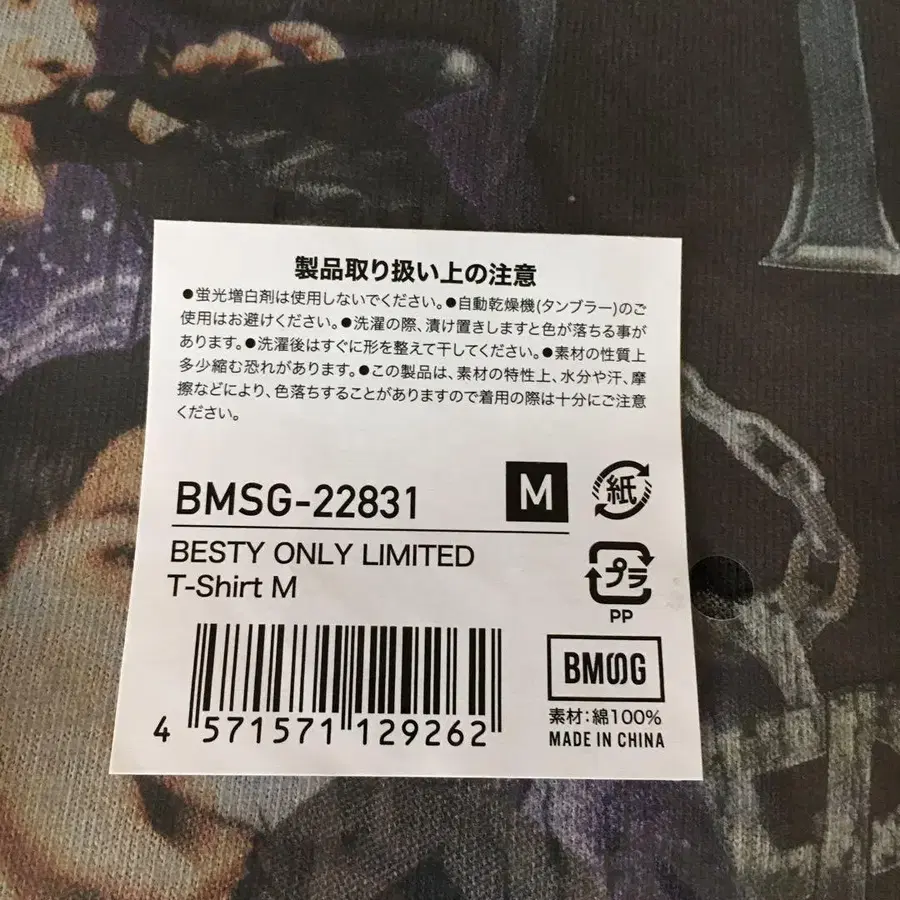 製品取り扱い上の注意
●蛍光増白剤は使用しないでください。●自動乾燥機(タンブラー)のご
使用はお避けください。●洗濯の際、漬け置きしますと色が落ちる事が
あります。●洗濯後はすぐに形を整えて干してください。●素材の性質上
多少縮む恐れがあります。●この製品は、素材の特性上、水分や汗、摩
擦などにより、色落ちすることがありますので着用の際は十分にご注意
ください。
BMSG-22831
M
紙
BESTY ONLY LIMITED
T-Shirt M
プラ
PP
4 571571 129262
BMSG
素材:綿100%
MADE IN CHINA